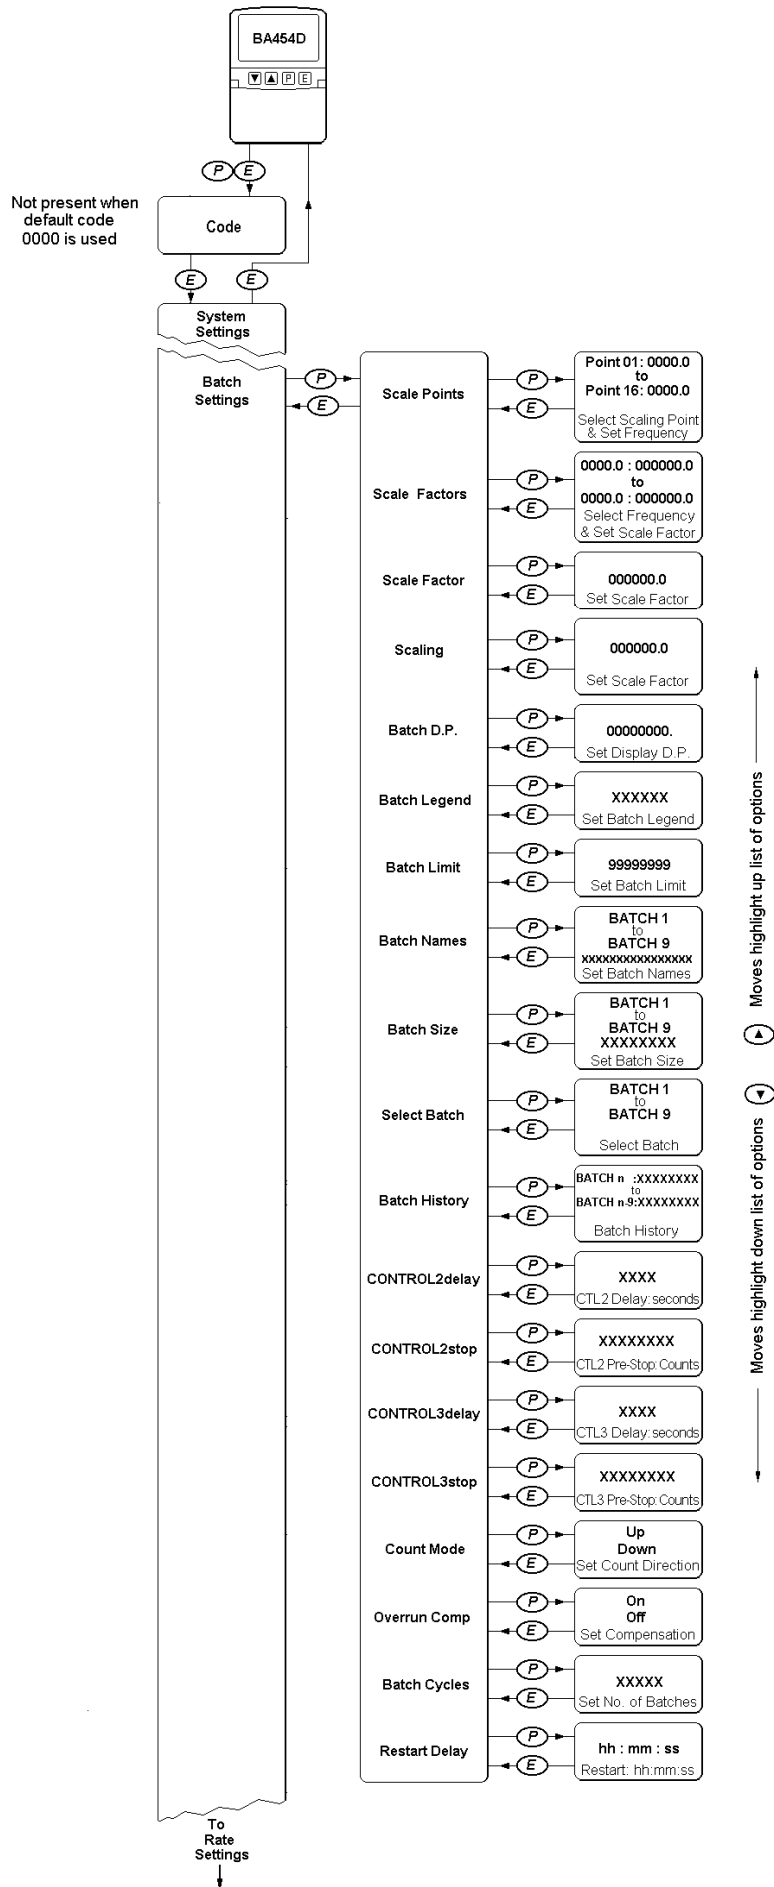 BA454D
P E
P E
Not present when
default code
0000 is used
Code
E E
System
Settings
Batch
Settings
P
E
Scale Points
P
E
Point 01: 0000.0
to
Point 16: 0000.0
Select Scaling Point
& Set Frequency
Scale Factors
P
E
0000.0 : 000000.0
to
0000.0 : 000000.0
Select Frequency
& Set Scale Factor
Scale Factor
P
E
000000.0
Set Scale Factor
Scaling
P
E
000000.0
Set Scale Factor
Batch D.P.
P
E
00000000.
Set Display D.P.
Batch Legend
P
E
XXXXXX
Set Batch Legend
Batch Limit
P
E
99999999
Set Batch Limit
Batch Names
P
E
BATCH 1
to
BATCH 9
XXXXXXXXXXXXXXXX
Set Batch Names
Batch Size
P
E
BATCH 1
to
BATCH 9
XXXXXXXX
Set Batch Size
Select Batch
P
E
BATCH 1
to
BATCH 9
Select Batch
Batch History
P
E
BATCH n :XXXXXXXX
to
BATCH n-9:XXXXXXXX
Batch History
CONTROL2delay
P
E
XXXX
CTL2 Delay: seconds
CONTROL2stop
P
E
XXXXXXXX
CTL2 Pre-Stop: Counts
CONTROL3delay
P
E
XXXX
CTL3 Delay: seconds
CONTROL3stop
P
E
XXXXXXXX
CTL3 Pre-Stop: Counts
Count Mode
P
E
Up
Down
Set Count Direction
Overrun Comp
P
E
On
Off
Set Compensation
Batch Cycles
P
E
XXXXX
Set No. of Batches
Restart Delay
P
E
hh : mm : ss
Restart: hh:mm:ss
To
Rate
Settings
Moves highlight up list of options
Moves highlight down list of options